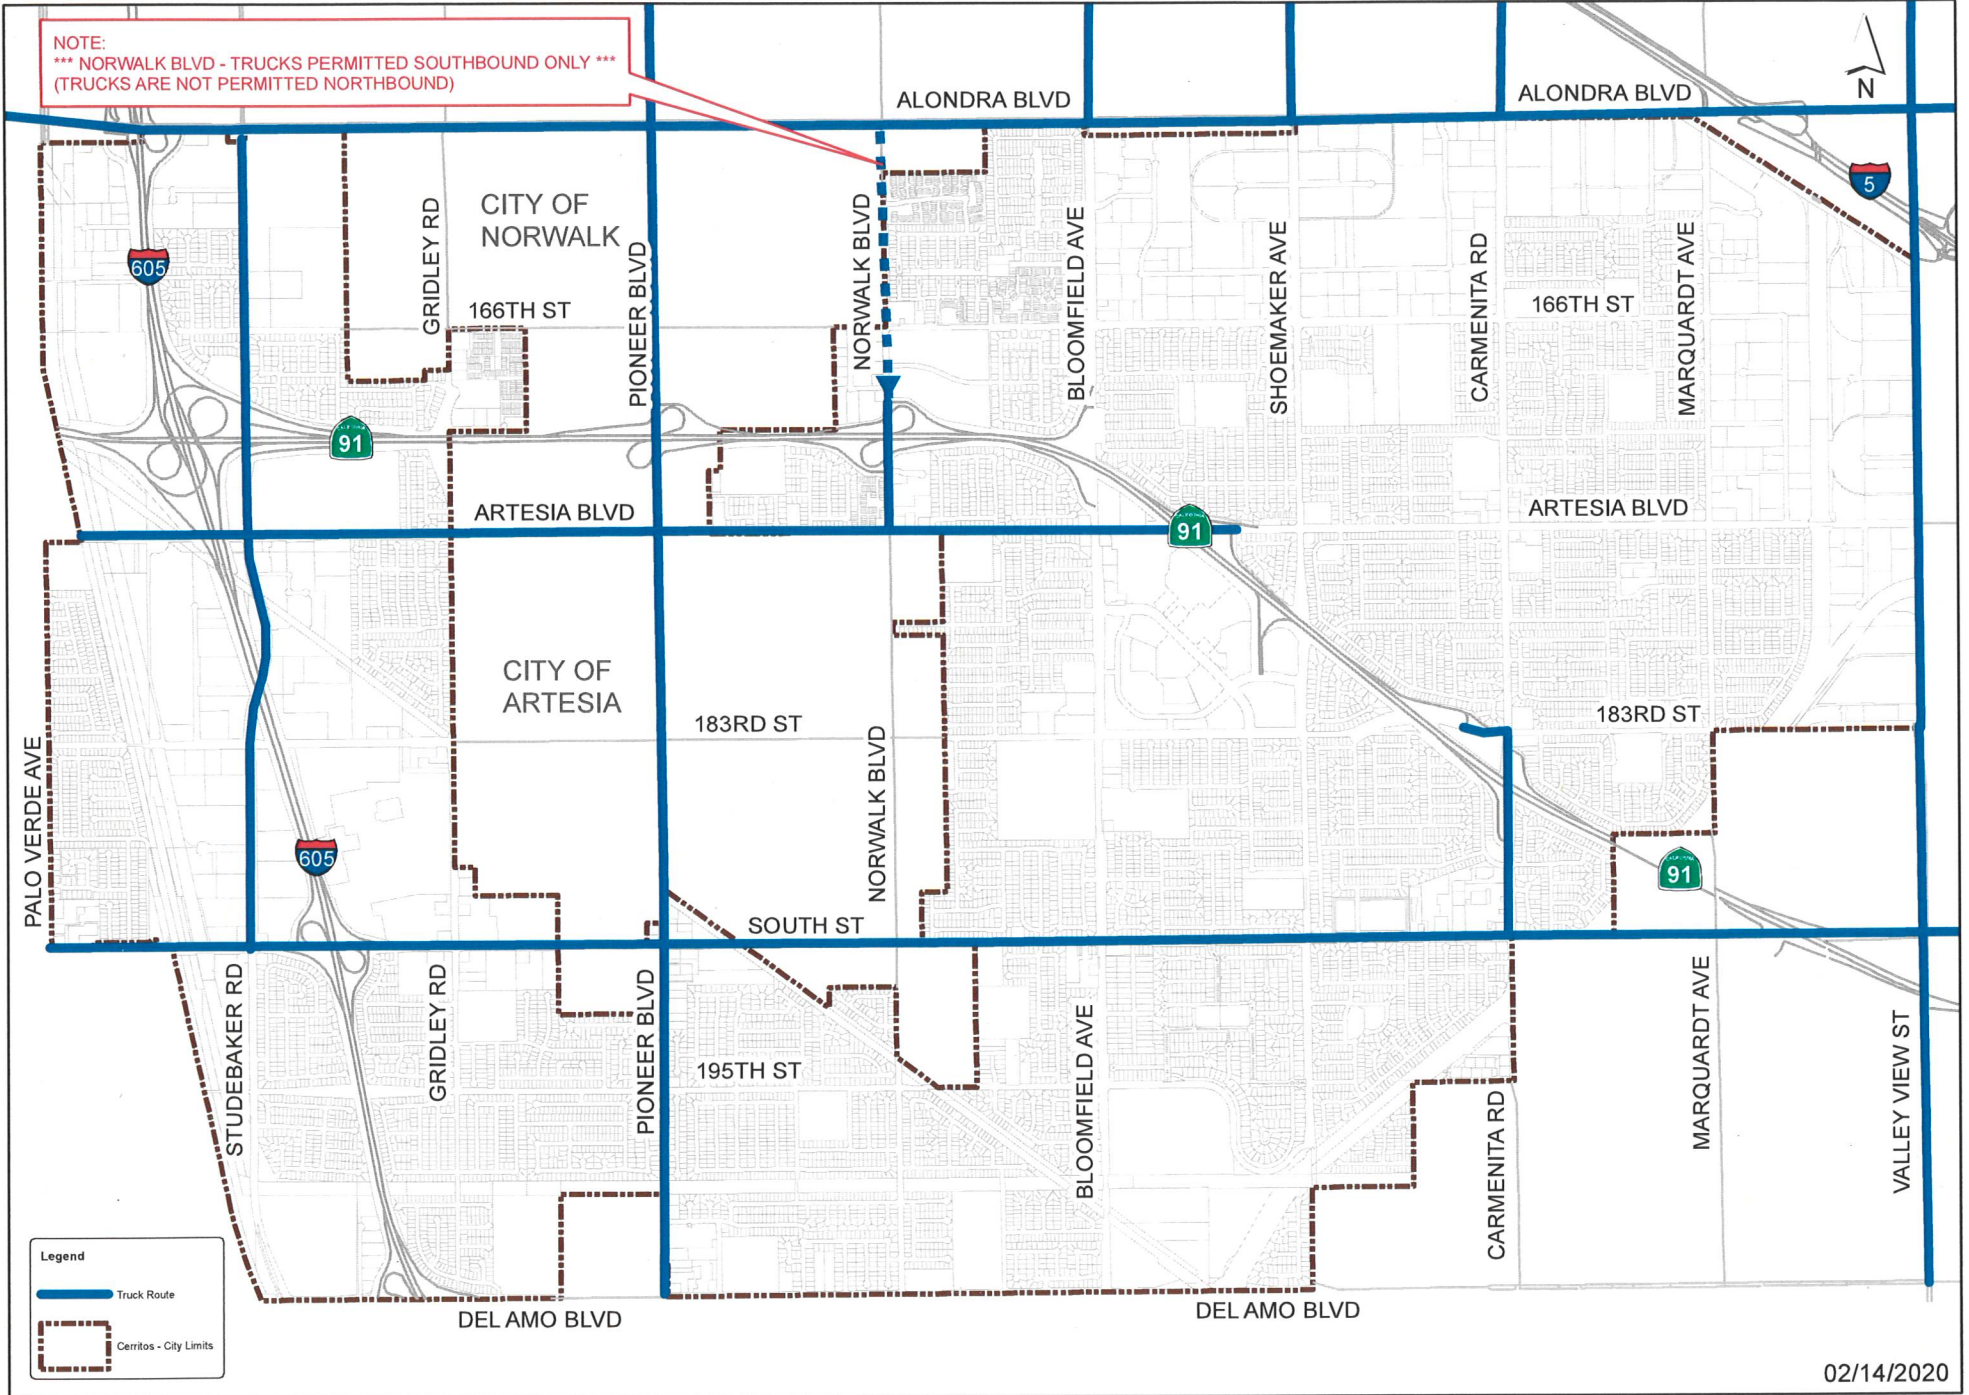 NOTE:
*** NORWALK BLVD - TRUCKS PERMITTED SOUTHBOUND ONLY ***
(TRUCKS ARE NOT PERMITTED NORTHBOUND)
N
ALONDRA BLVD
ALONDRA BLVD
5
605
CITY OF
NORWALK
GRIDLEY RD
166TH ST
PIONEER BLVD
NORWALK BLVD
BLOOMFIELD AVE
SHOEMAKER AVE
CARMENITA RD
166TH ST
MARQUARDT AVE
91
ARTESIA BLVD
91
ARTESIA BLVD
CITY OF
ARTESIA
183RD ST
183RD ST
PALO VERDE AVE
NORWALK BLVD
605
91
SOUTH ST
STUDEBAKER RD
GRIDLEY RD
PIONEER BLVD
195TH ST
BLOOMFIELD AVE
CARMENITA RD
MARQUARDT AVE
VALLEY VIEW ST
DEL AMO BLVD
DEL AMO BLVD
Legend
Truck Route
Cerritos - City Limits
02/14/2020